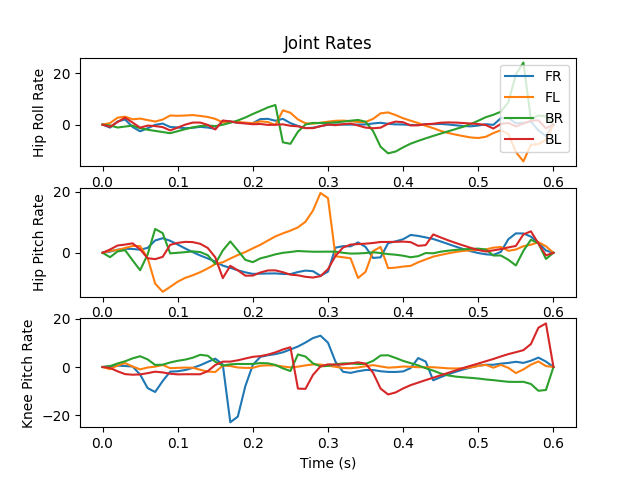 Joint Rates
Hip Roll Rate
20
0
FR
FL
BR
BL
0.0 0.1 0.2 0.3 0.4 0.5 0.6
Hip Pitch Rate
20
0
0.0 0.1 0.2 0.3 0.4 0.5 0.6
Knee Pitch Rate
20
0
−20
0.0 0.1 0.2 0.3 0.4 0.5 0.6
Time (s)